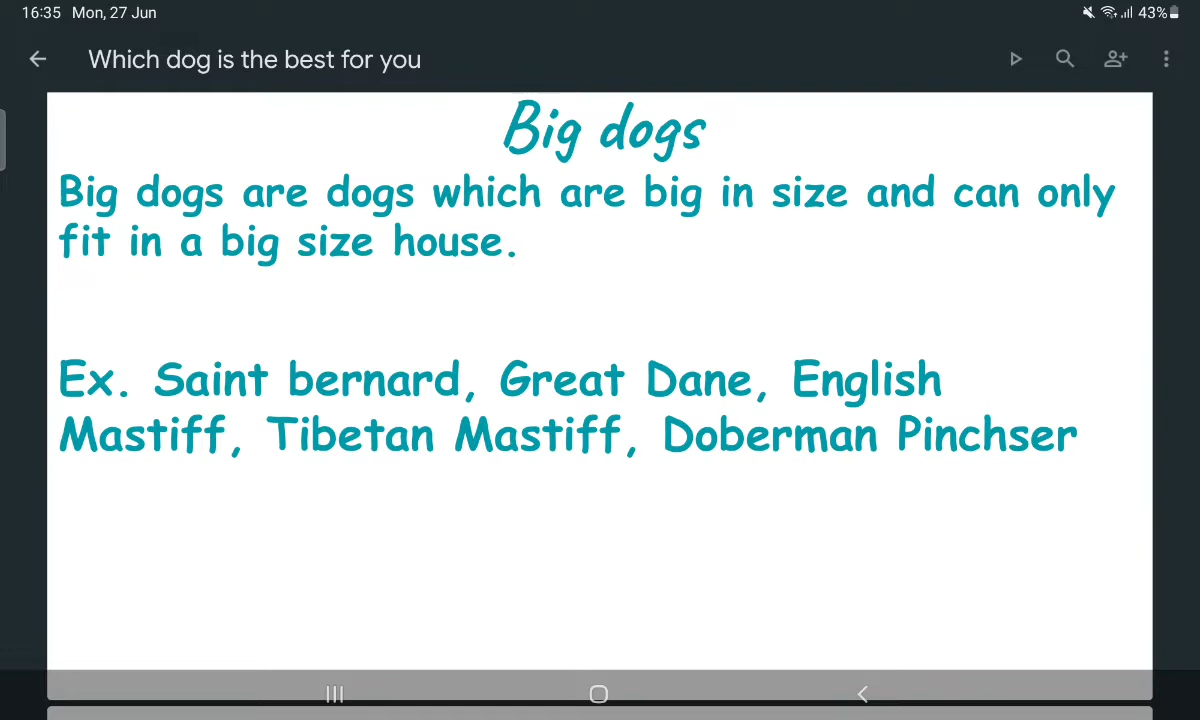 16:35 Mon, 27 Jun 43%
Which dog is the best for you
Big dogs
Big dogs are dogs which are big in size and can only
fit in a big size house.
Ex. Saint bernard, Great Dane, English
Mastiff, Tibetan Mastiff, Doberman Pinchser